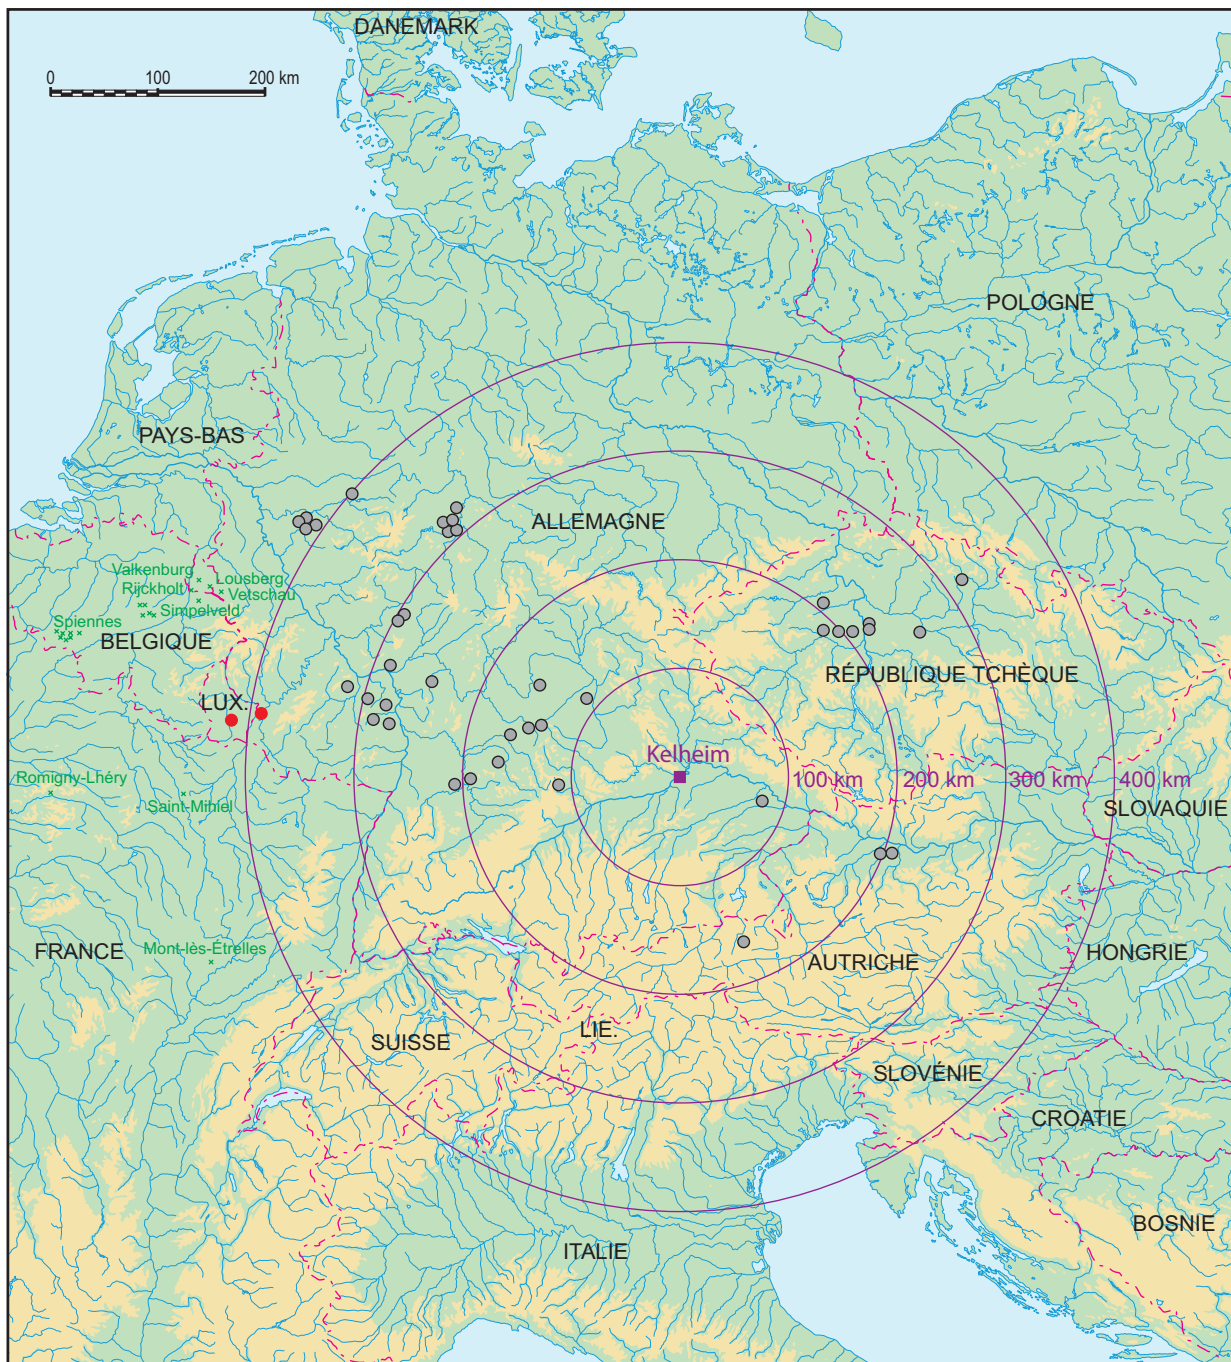 DANEMARK
0 100 200 km
POLOGNE
PAYS-BAS
ALLEMAGNE
Valkenburg
Lousberg
Rijckholt
Vetschau
Simpelveld
Spiennes
BELGIQUE
RÉPUBLIQUE TCHÈQUE
LUX.
Kelheim
100 km 200 km 300 km 400 km
Romigny-Lhéry
Saint-Mihiel
SLOVAQUIE
FRANCE
Mont-lès-Étrelles
HONGRIE
AUTRICHE
LIE.
SUISSE
SLOVÉNIE
CROATIE
BOSNIE
ITALIE